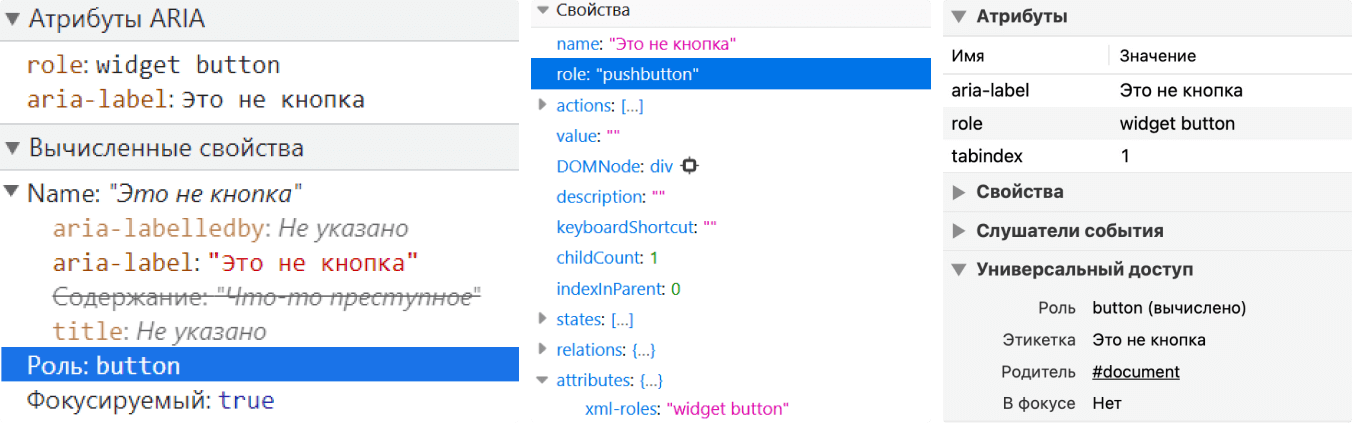 Атрибуты ARIA
role: widget button
aria-label: Это не кнопка
Вычисленные свойства
Name: "Это не кнопка"
aria-labelledby: Не указано
aria-label: "Это не кнопка"
Содержание: "Что-то преступное"
title: Не указано
Роль: button
Фокусируемый: true
Свойства
name: "Это не кнопка"
role: "pushbutton"
actions: [...]
value: ""
DOMNode: div
description: ""
keyboardShortcut: ""
childCount: 1
indexInParent: 0
states: [...]
relations: {...}
attributes: {...}
xml-roles: "widget button"
Атрибуты
Имя Значение
aria-label Это не кнопка
role widget button
tabindex 1
Свойства
Слушатели события
Универсальный доступ
Роль button (вычислено)
Этикетка Это не кнопка
Родитель #document
В фокусе Нет